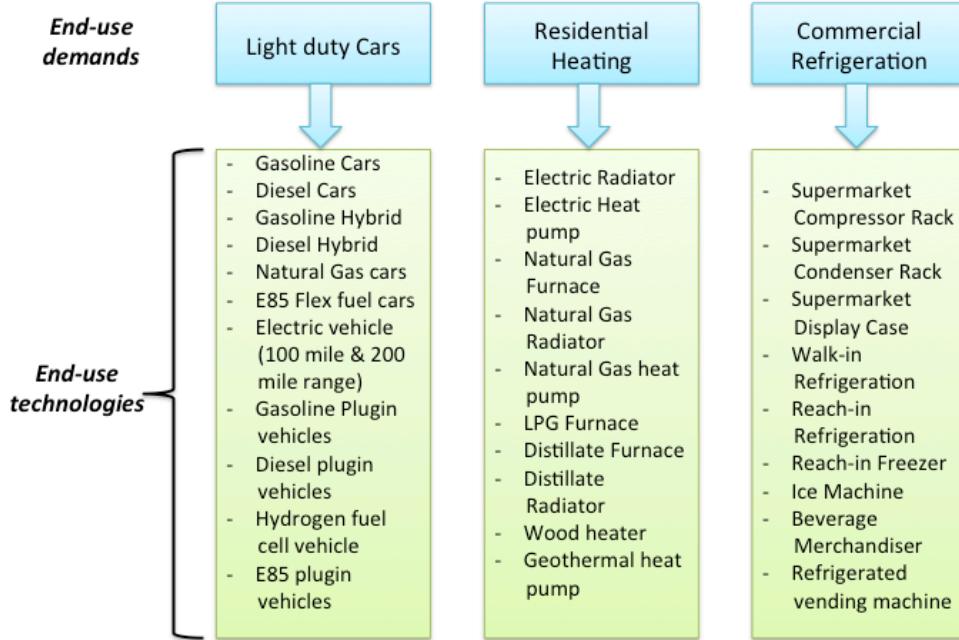 End-use
demands
Light duty Cars
Residential
Heating
Commercial
Refrigeration
End-use
technologies
- Gasoline Cars
- Diesel Cars
- Gasoline Hybrid
- Diesel Hybrid
- Natural Gas cars
- E85 Flex fuel cars
- Electric vehicle
(100 mile & 200
mile range)
- Gasoline Plugin
vehicles
- Diesel plugin
vehicles
- Hydrogen fuel
cell vehicle
- E85 plugin
vehicles
- Electric Radiator
- Electric Heat
pump
- Natural Gas
Furnace
- Natural Gas
Radiator
- Natural Gas heat
pump
- LPG Furnace
- Distillate Furnace
- Distillate
Radiator
- Wood heater
- Geothermal heat
pump
- Supermarket
Compressor Rack
- Supermarket
Condenser Rack
- Supermarket
Display Case
- Walk-in
Refrigeration
- Reach-in
Refrigeration
- Reach-in Freezer
- Ice Machine
- Beverage
Merchandiser
- Refrigerated
vending machine